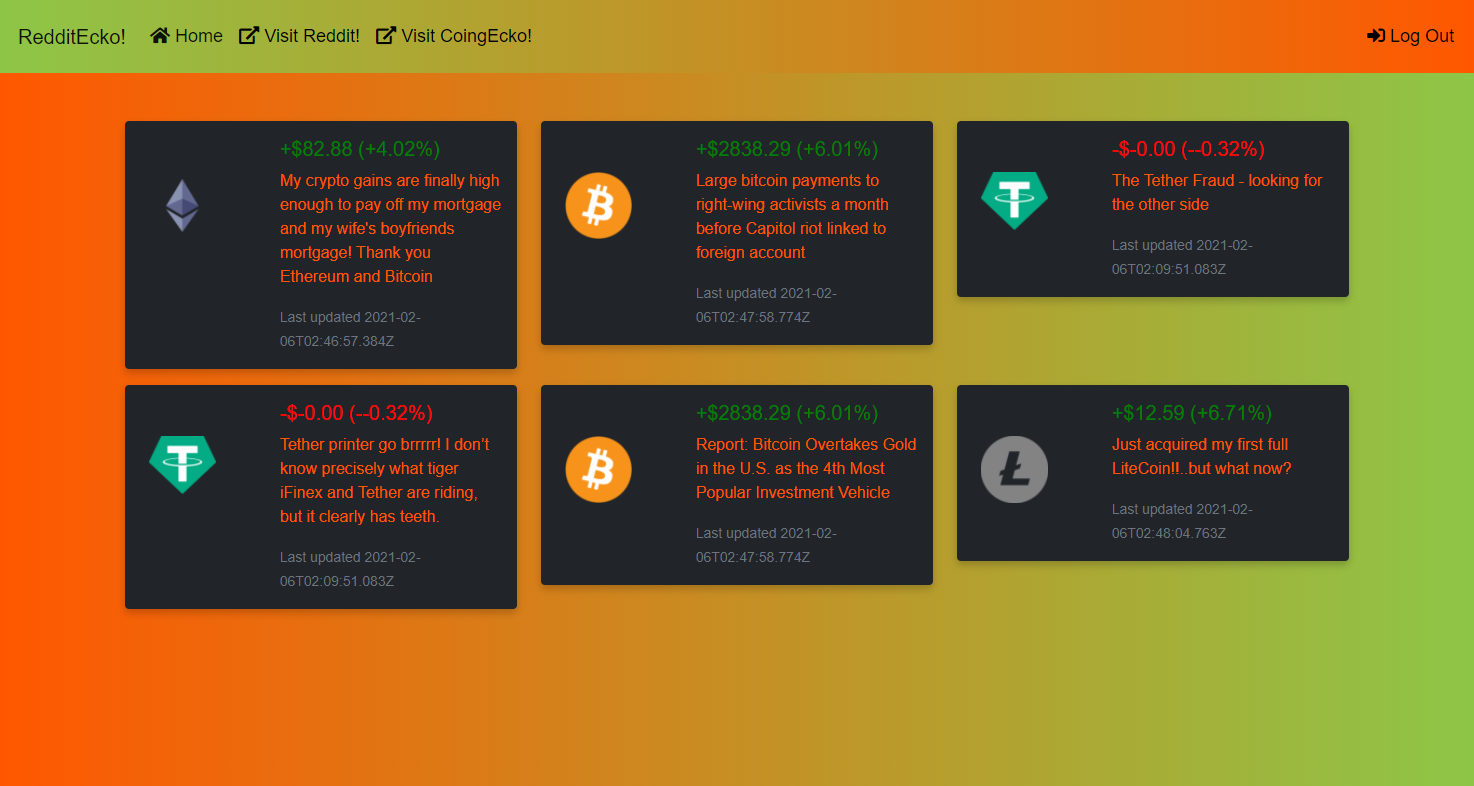 RedditEcko! Home Visit Reddit! Visit CoingEcko! Log Out
+$82.88 (+4.02%)
My crypto gains are finally high
enough to pay off my mortgage
and my wife's boyfriends
mortgage! Thank you
Ethereum and Bitcoin
Last updated 2021-02-
06T02:46:57.384Z
+$2838.29 (+6.01%)
Large bitcoin payments to
right-wing activists a month
before Capitol riot linked to
foreign account
Last updated 2021-02-
06T02:47:58.774Z
-$-0.00 (--0.32%)
The Tether Fraud - looking for
the other side
Last updated 2021-02-
06T02:09:51.083Z
-$-0.00 (--0.32%)
Tether printer go brrrrr! I don’t
know precisely what tiger
iFinex and Tether are riding,
but it clearly has teeth.
Last updated 2021-02-
06T02:09:51.083Z
+$2838.29 (+6.01%)
Report: Bitcoin Overtakes Gold
in the U.S. as the 4th Most
Popular Investment Vehicle
Last updated 2021-02-
06T02:47:58.774Z
+$12.59 (+6.71%)
Just acquired my first full
LiteCoin!!..but what now?
Last updated 2021-02-
06T02:48:04.763Z